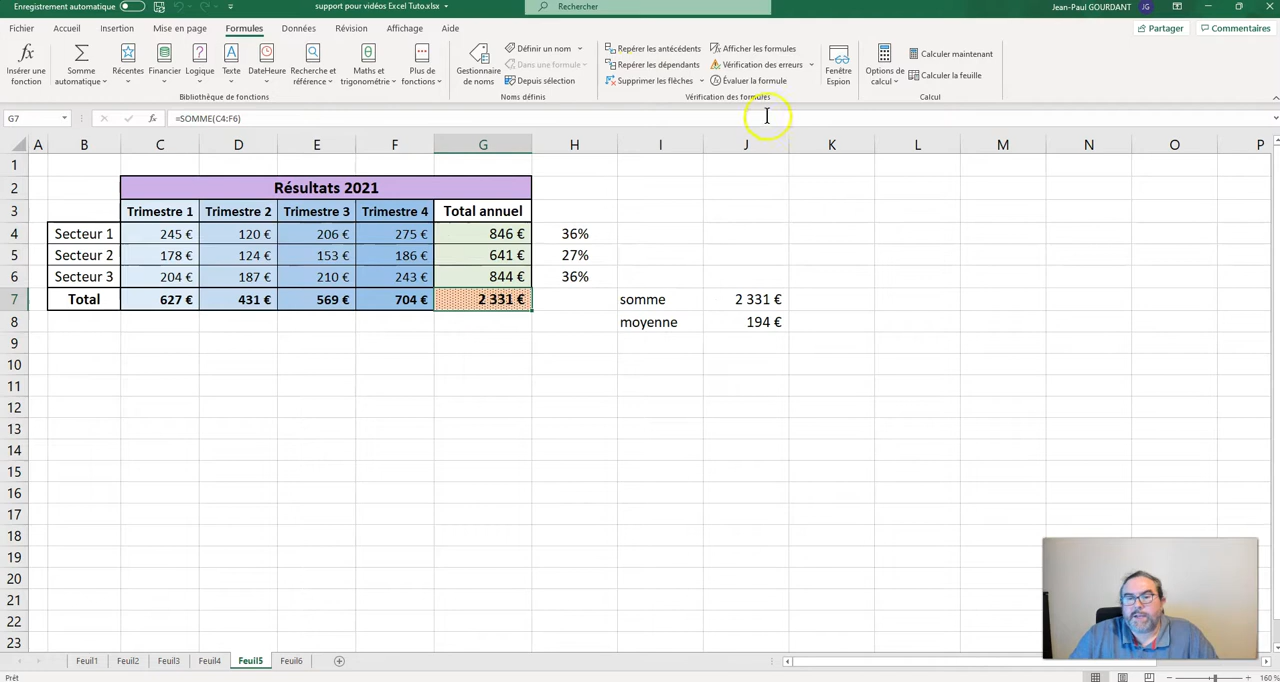 Enregistrement automatique
support pour vidéos Excel Tuto.xlsx
Rechercher
Jean-Paul GOURDANT
JG
Fichier
Accueil
Insertion
Mise en page
Formules
Données
Révision
Affichage
Aide
Partager
Commentaires
fx
Insérer une fonction
Somme automatique
Récentes
Financier
Logique
Texte
DateHeure
Recherche et référence
Maths et trigonométrie
Plus de fonctions
Bibliothèque de fonctions
Gestionnaire de noms
Définir un nom
Dans une formule
Depuis sélection
Noms définis
Repérer les antécédents
Repérer les dépendants
Supprimer les flèches
Afficher les formules
Vérification des erreurs
Évaluer la formule
Fenêtre Espion
Vérification des formules
Options de calcul
Calculer maintenant
Calculer la feuille
Calcul
G7
fx
=SOMME(C4:F6)
A B C D E F G H I J K L M N O P
1
2 Résultats 2021
3 Trimestre 1 Trimestre 2 Trimestre 3 Trimestre 4 Total annuel
4 Secteur 1 245 € 120 € 206 € 275 € 846 € 36%
5 Secteur 2 178 € 124 € 153 € 186 € 641 € 27%
6 Secteur 3 204 € 187 € 210 € 243 € 844 € 36%
7 Total 627 € 431 € 569 € 704 € 2 331 € somme 2 331 €
8 moyenne 194 €
9
10
11
12
13
14
15
16
17
18
19
20
21
22
23
Feuil1 Feuil2 Feuil3 Feuil4 Feuil5 Feuil6
Prêt
160 %